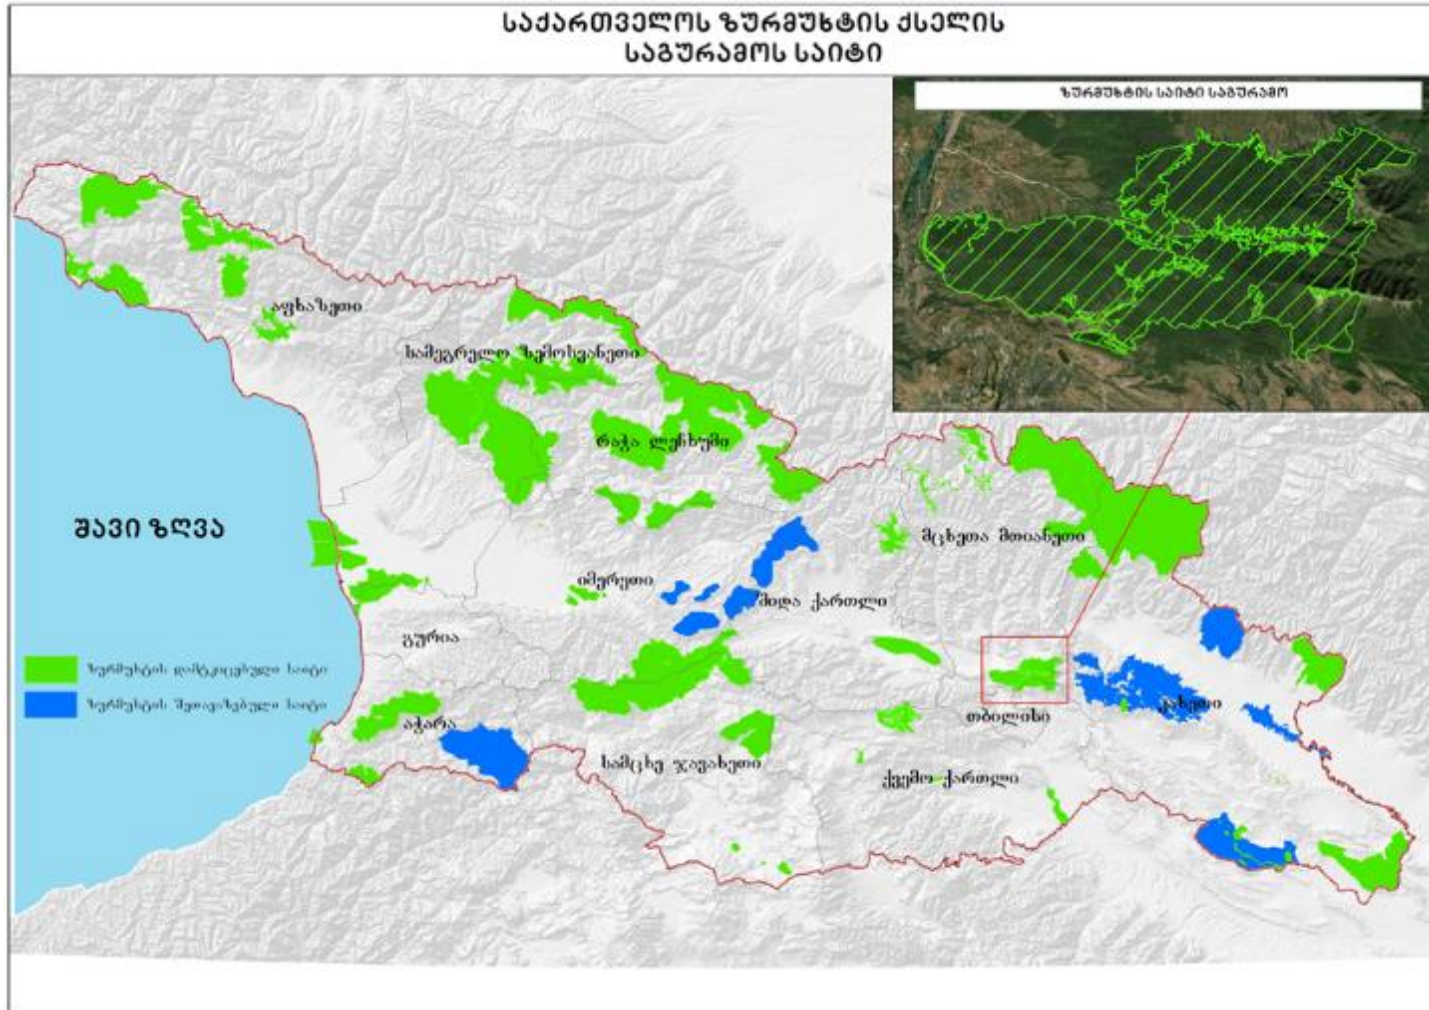 საქართველოს ზურმუხტის ქსელის
საგურამოს საიტი
ზურმუხტის საიტი საგურამო
აფხაზეთი
სამეგრელო ზემოსვანეთი
რაჭა ლეჩხუმი
შავი ზღვა
მცხეთა მთიანეთი
იმერეთი
შიდა ქართლი
გურია
ზურმუხტის დამტკიცებული საიტი
ზურმუხტის შეთავაზებული საიტი
აჭარა
თბილისი
კახეთი
სამცხე ჯავახეთი
ქვემო ქართლი